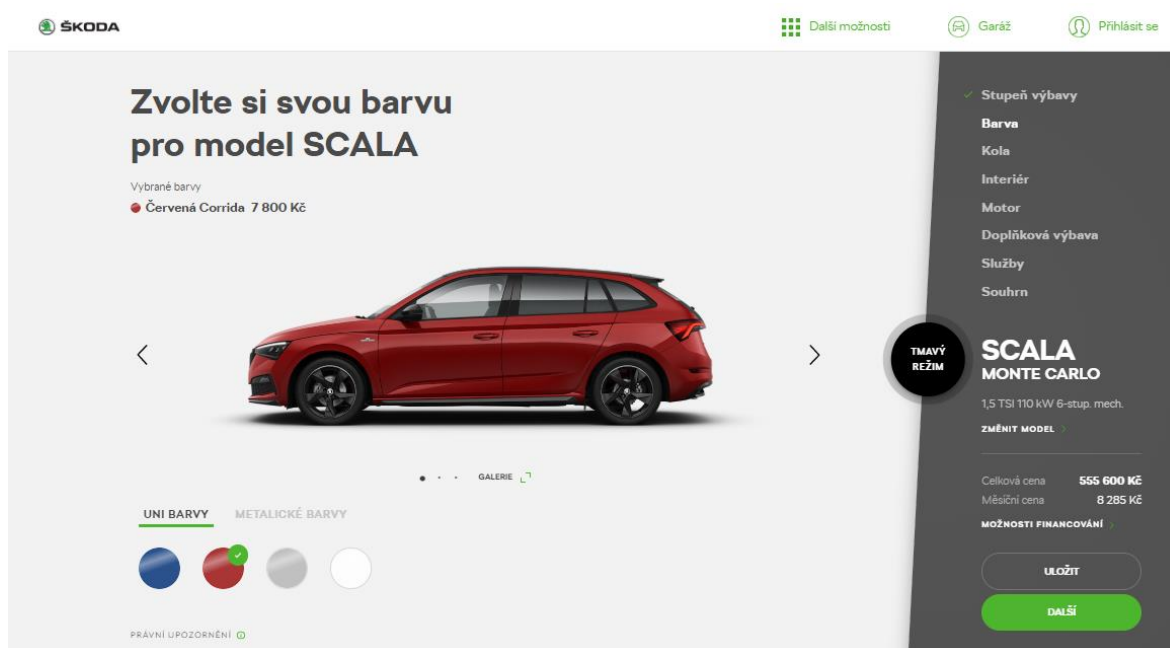 ŠKODA
Další možnosti
Garáž
Přihlásit se
Zvolte si svou barvu
pro model SCALA
Vybrané barvy
Červená Corrida 7 800 Kč
GALERIE
UNI BARVY
METALICKÉ BARVY
PRÁVNÍ UPOZORNĚNÍ
Stupeň výbavy
Barva
Kola
Interiér
Motor
Doplňková výbava
Služby
Souhrn
TMAVÝ
REŽIM
SCALA
MONTE CARLO
1,5 TSI 110 kW 6-stup. mech.
ZMĚNIT MODEL
Celková cena 555 600 Kč
Měsíční cena 8 285 Kč
MOŽNOSTI FINANCOVÁNÍ
ULOŽIT
DALŠÍ